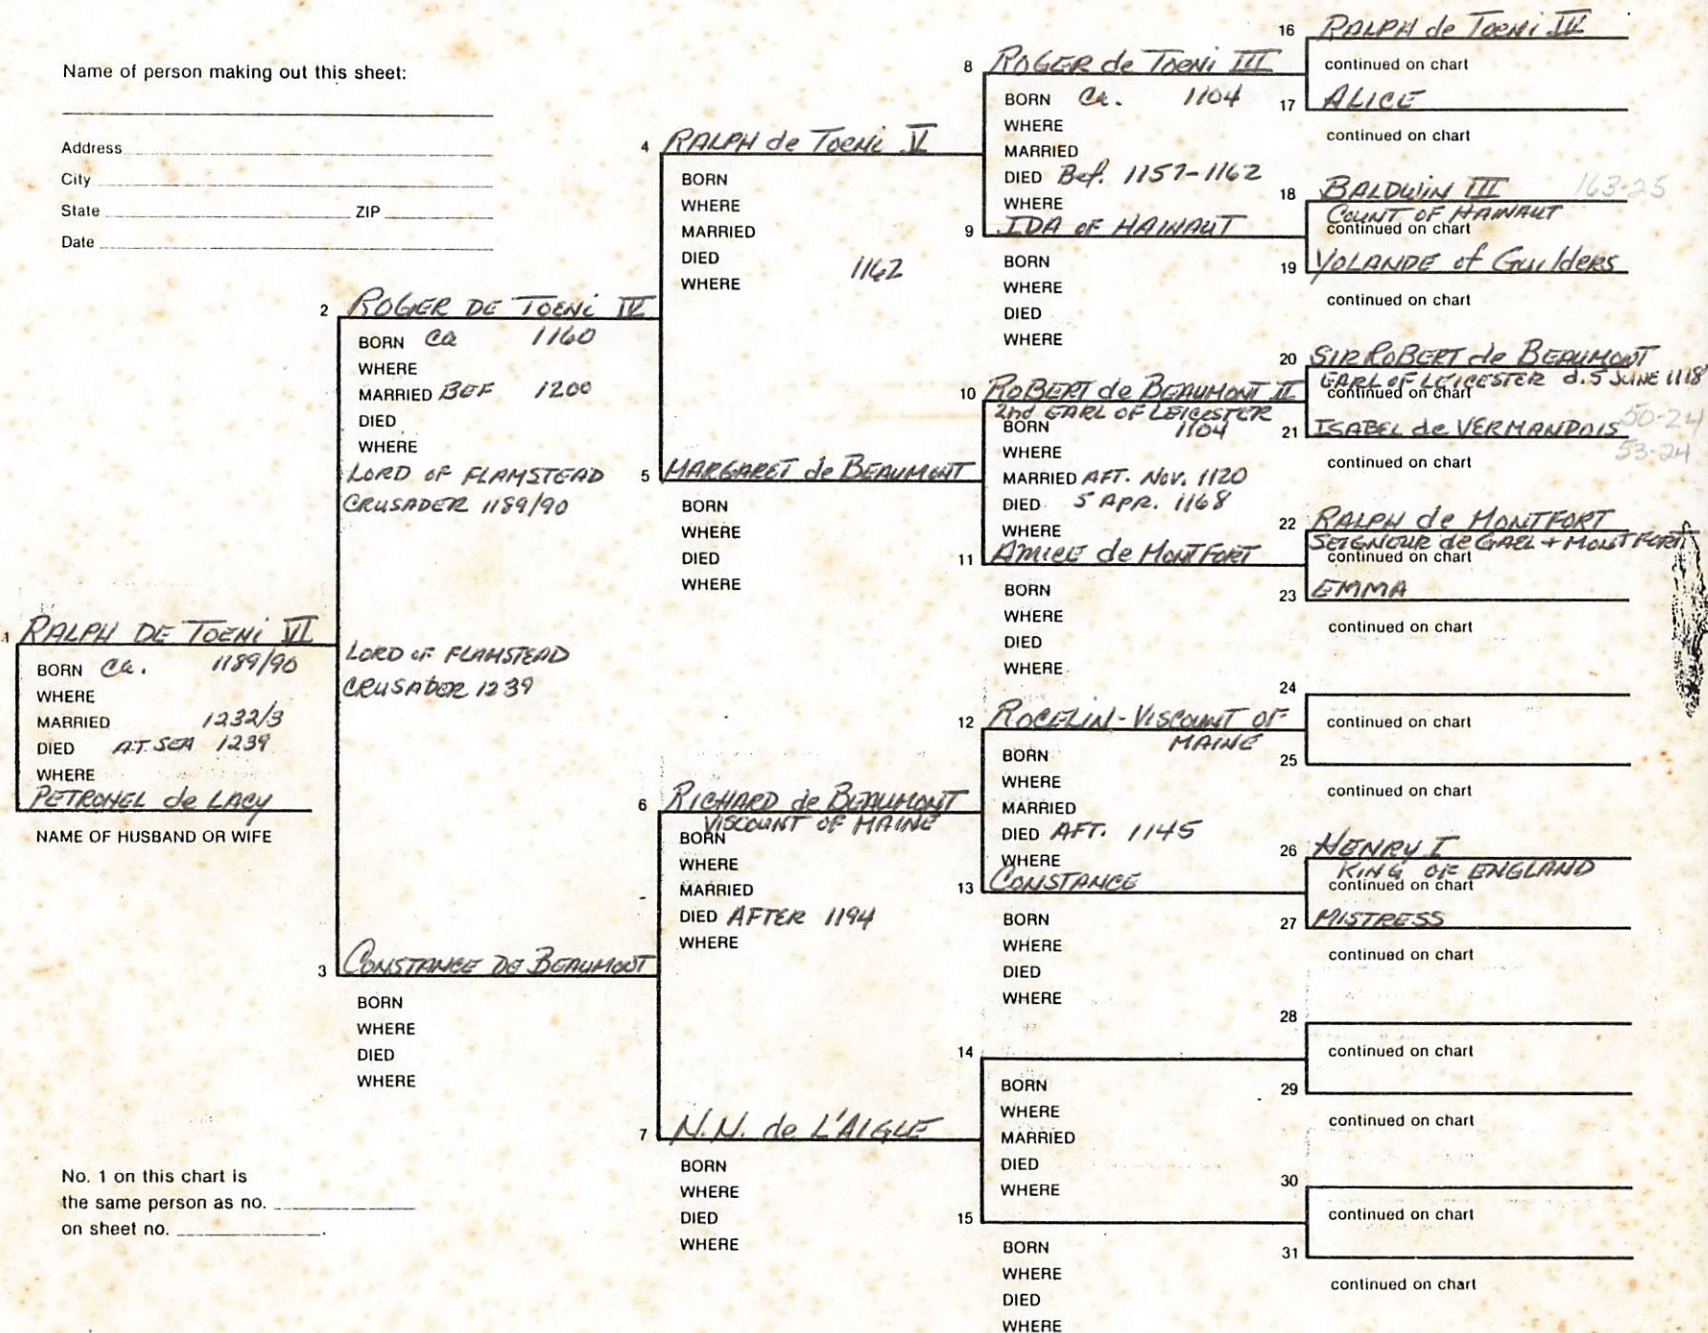 Name of person making out this sheet:
Address
City
State ZIP
Date
No. 1 on this chart is
the same person as no.
on sheet no.
1 RALPH DE TOENI VI
BORN Ca. 1189/90
WHERE
MARRIED 1232/3
DIED AT SEA 1239
WHERE
PETRONEL de LACY
NAME OF HUSBAND OR WIFE
LORD OF FLAMSTEAD
CRUSADER 1239
2 ROGER DE TOENI IV
BORN Ca 1160
WHERE
MARRIED BEF 1200
DIED
WHERE
LORD OF FLAMSTEAD
CRUSADER 1189/90
3 CONSTANCE DE BEAUMONT
BORN
WHERE
DIED
WHERE
4 RALPH de TOENI V
BORN
WHERE
MARRIED
DIED 1162
WHERE
5 MARGARET de BEAUMONT
BORN
WHERE
DIED
WHERE
6 RICHARD de BEAUMONT
VISCOUNT OF MAINE
BORN
WHERE
MARRIED
DIED AFTER 1194
WHERE
7 N.N. de L'AIGLE
BORN
WHERE
DIED
WHERE
8 ROGER de TOENI III
BORN Ca. 1104
WHERE
MARRIED
DIED Bef. 1157-1162
WHERE
9 IDA OF HAINAUT
BORN
WHERE
DIED
WHERE
10 ROBERT de BEAUMONT II
2nd EARL OF LEICESTER
BORN 1104
WHERE
MARRIED AFT. NOV. 1120
DIED 5 APR. 1168
WHERE
11 AMICE de MONTFORT
BORN
WHERE
DIED
WHERE
12 ROCELIN-VISCOUNT OF
MAINE
BORN
WHERE
MARRIED
DIED AFT. 1145
WHERE
13 CONSTANCE
BORN
WHERE
DIED
WHERE
14
BORN
WHERE
MARRIED
DIED
WHERE
15
BORN
WHERE
DIED
WHERE
16 RALPH de TOENI IV
continued on chart
17 ALICE
continued on chart
18 BALDWIN III 163-25
COUNT OF HAINAUT
continued on chart
19 YOLANDE of Guilders
continued on chart
20 SIR ROBERT de BEAUMONT
EARL OF LEICESTER d. 5 JUNE 1118
continued on chart
21 ISABEL de VERMANDOIS 50-24
53-24
continued on chart
22 RALPH de MONTFORT
SEIGNEUR de GAEL + MONTFORT
continued on chart
23 EMMA
continued on chart
24
continued on chart
25
continued on chart
26 HENRY I
KING OF ENGLAND
continued on chart
27 MISTRESS
continued on chart
28
continued on chart
29
continued on chart
30
continued on chart
31
continued on chart